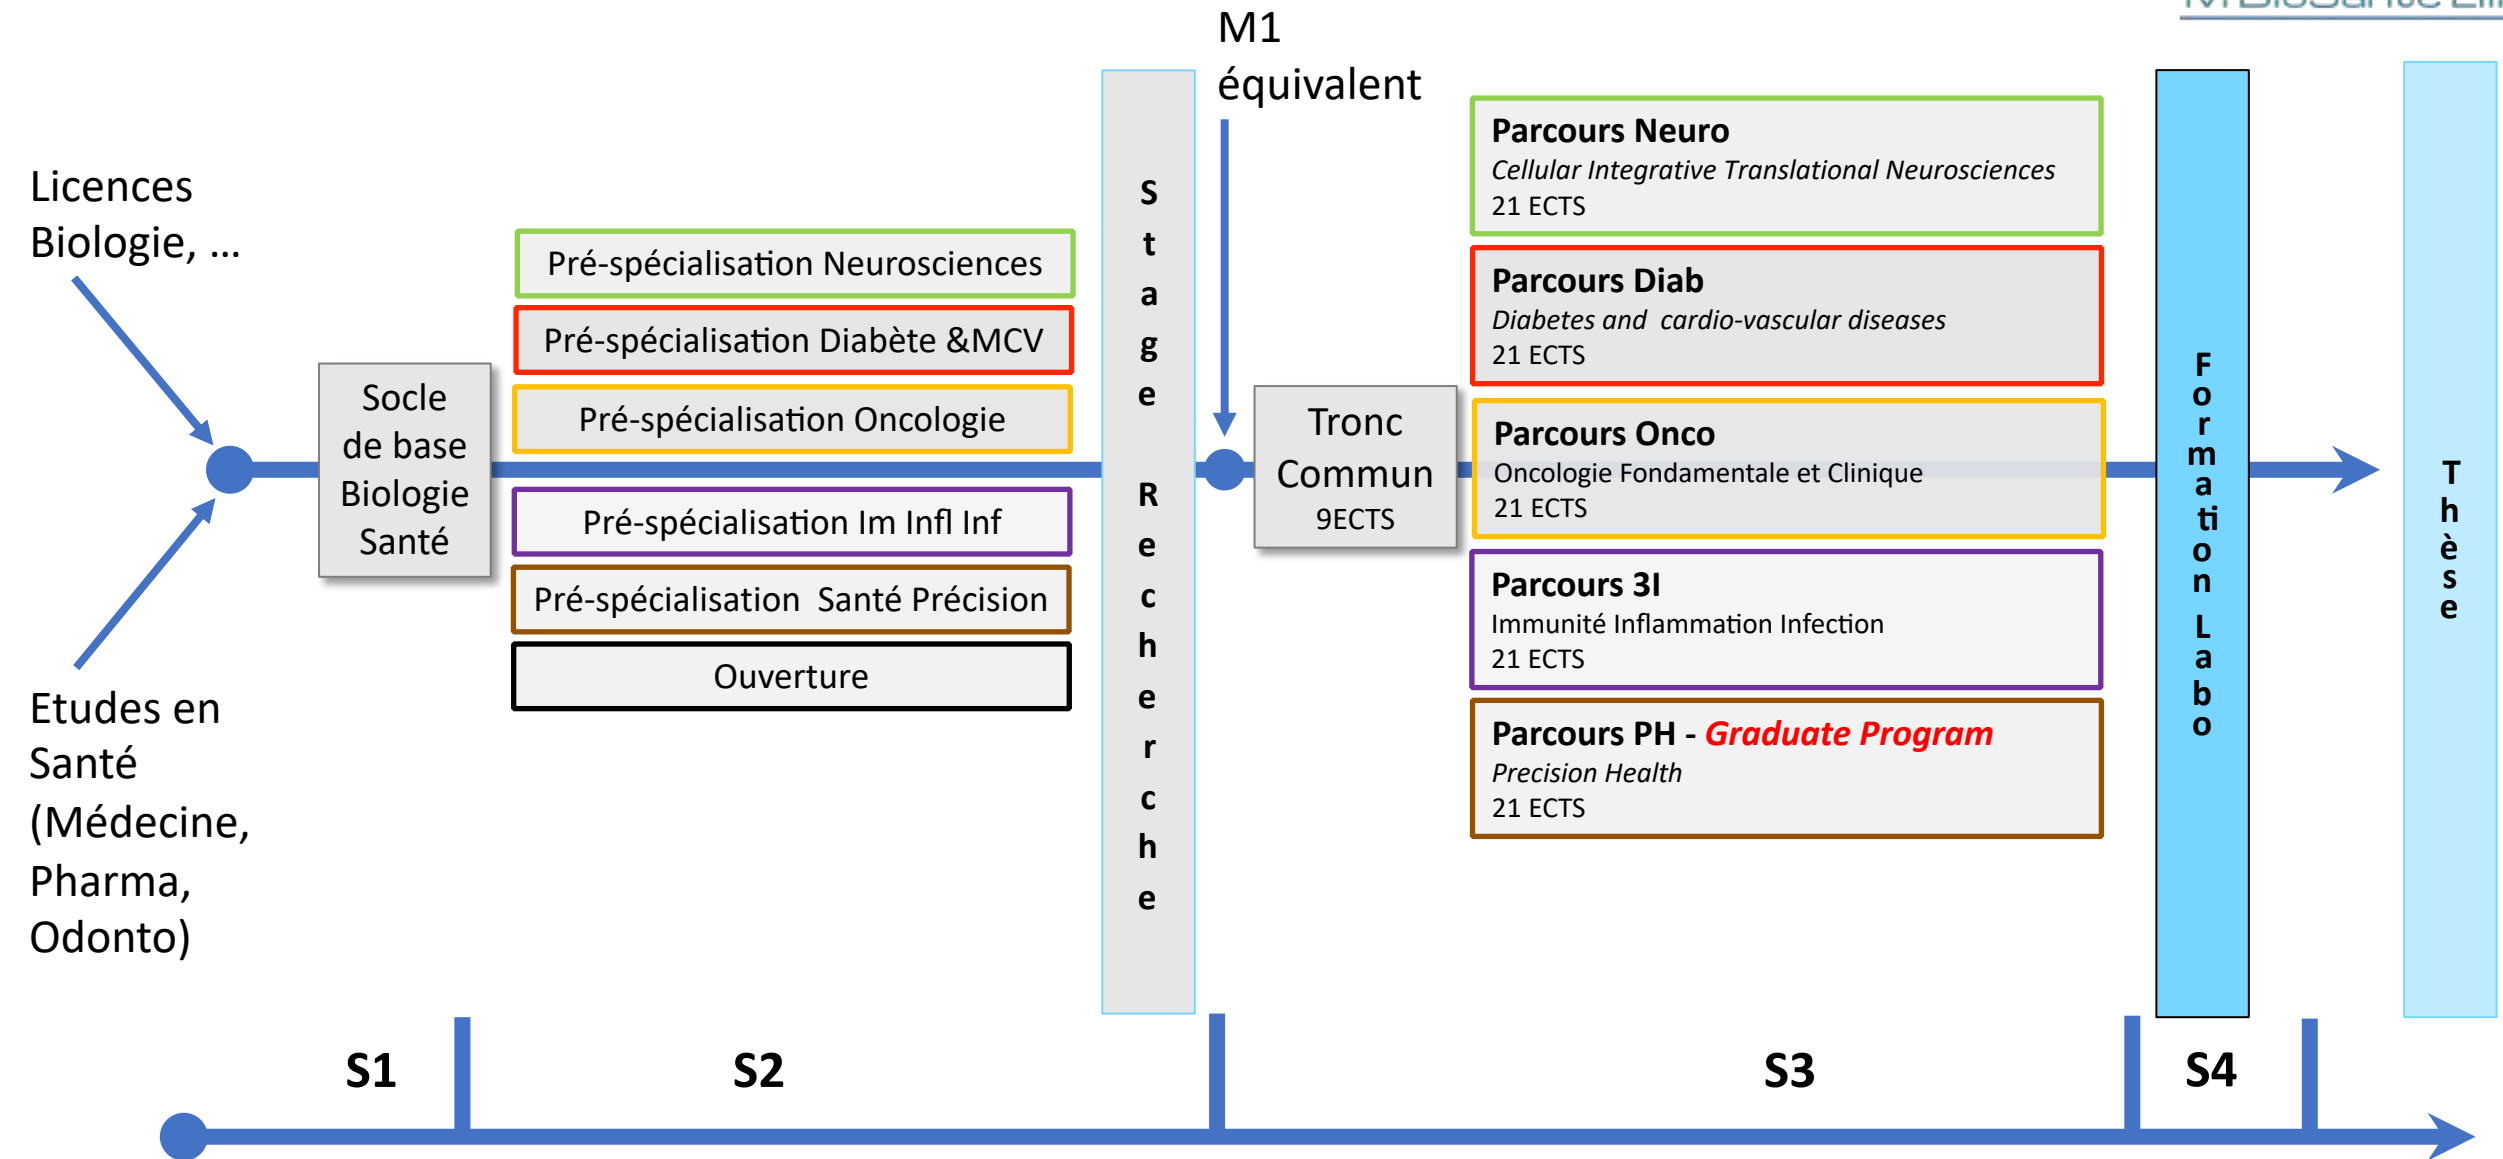 M1
équivalent
Licences
Biologie, ...
Etudes en
Santé
(Médecine,
Pharma,
Odonto)
Socle
de base
Biologie
Santé
Pré-spécialisation Neurosciences
Pré-spécialisation Diabète &MCV
Pré-spécialisation Oncologie
Pré-spécialisation Im Infl Inf
Pré-spécialisation Santé Précision
Ouverture
Stage Recherche
Tronc
Commun
9ECTS
Parcours Neuro
Cellular Integrative Translational Neurosciences
21 ECTS
Parcours Diab
Diabetes and cardio-vascular diseases
21 ECTS
Parcours Onco
Oncologie Fondamentale et Clinique
21 ECTS
Parcours 3I
Immunité Inflammation Infection
21 ECTS
Parcours PH - Graduate Program
Precision Health
21 ECTS
Formation Labo
Thèse
S1
S2
S3
S4